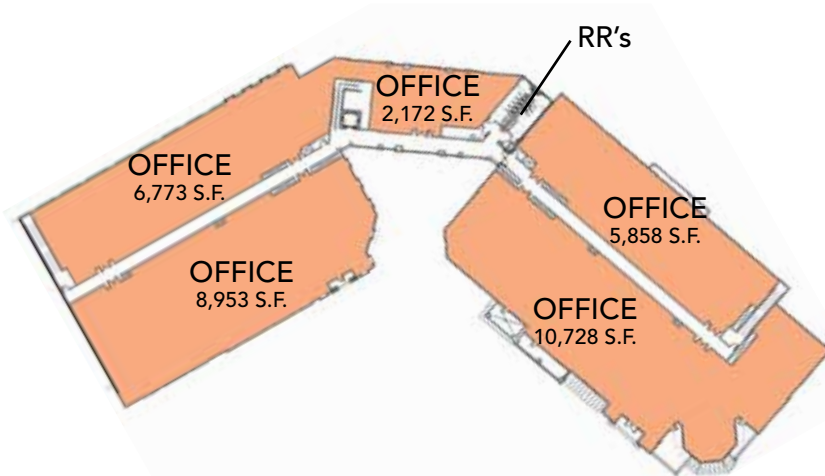 RR's
OFFICE
2,172 S.F.
OFFICE
6,773 S.F.
OFFICE
5,858 S.F.
OFFICE
8,953 S.F.
OFFICE
10,728 S.F.